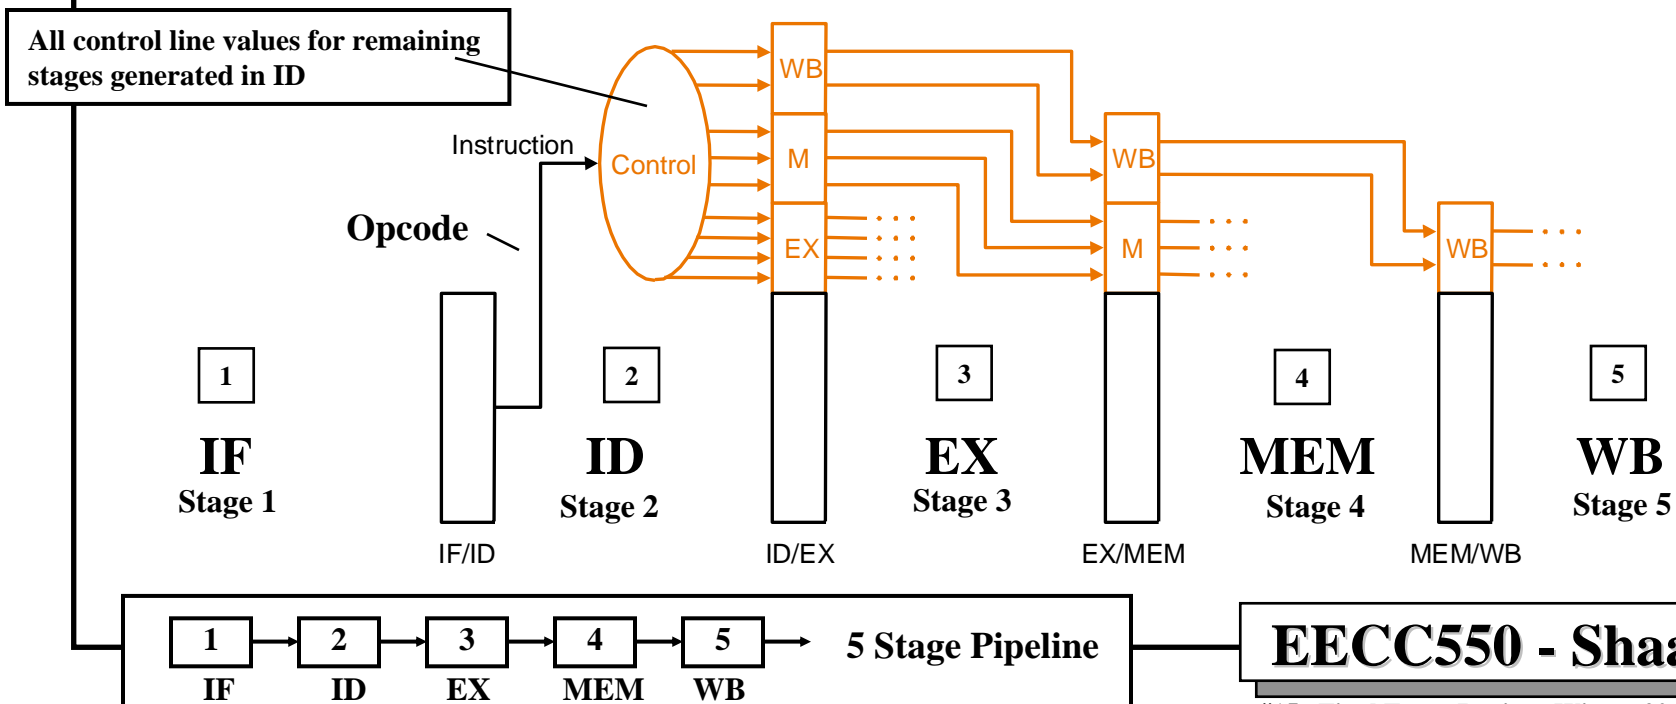 All control line values for remaining
stages generated in ID
WB
Instruction
Control
M
WB
Opcode
EX
M
WB
1
2
3
4
5
IF
ID
EX
MEM
WB
Stage 1
Stage 2
Stage 3
Stage 4
Stage 5
IF/ID
ID/EX
EX/MEM
MEM/WB
1
2
3
4
5
5 Stage Pipeline
IF
ID
EX
MEM
WB
EECC550 - Shaa